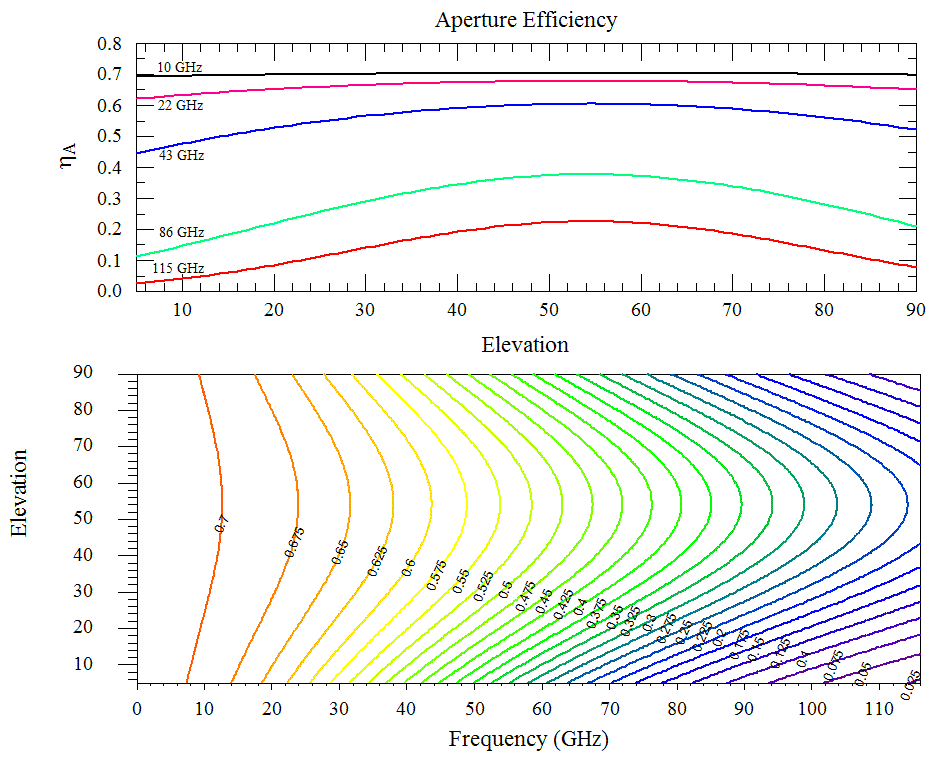 Aperture Efficiency
0.8
0.7
0.6
0.5
0.4
0.3
0.2
0.1
0.0
ηA
10 GHz
22 GHz
43 GHz
86 GHz
115 GHz
10 20 30 40 50 60 70 80 90
Elevation
90
80
70
60
50
40
30
20
10
Elevation
0.7 0.675 0.65 0.625 0.6 0.575 0.55 0.525 0.5 0.475 0.45 0.425 0.4 0.375 0.35 0.325 0.3 0.275 0.25 0.225 0.2 0.175 0.15 0.125 0.1 0.075 0.05 0.025
0 10 20 30 40 50 60 70 80 90 100 110
Frequency (GHz)